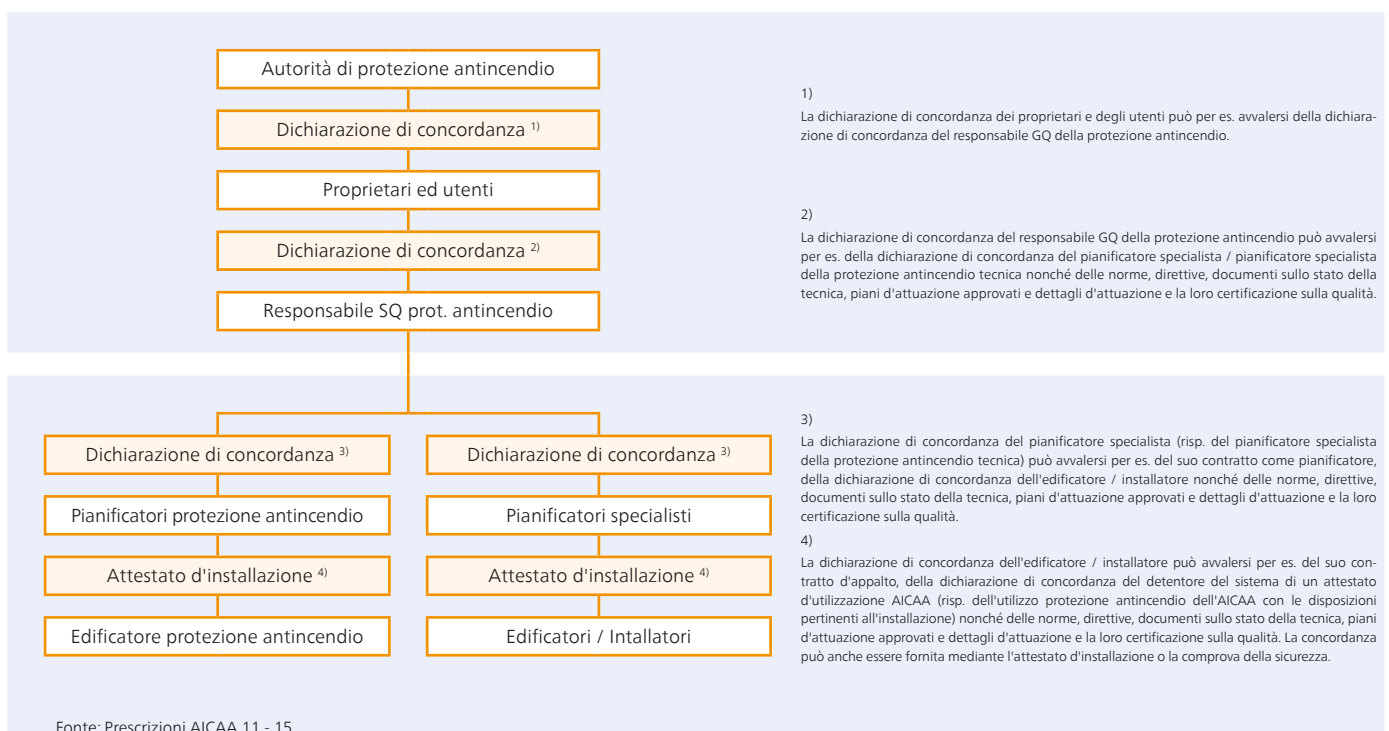 Autorità di protezione antincendio
Dichiarazione di concordanza 1)
Proprietari ed utenti
Dichiarazione di concordanza 2)
Responsabile SQ prot. antincendio
1)
La dichiarazione di concordanza dei proprietari e degli utenti può per es. avvalersi della dichiara-
zione di concordanza del responsabile GQ della protezione antincendio.
2)
La dichiarazione di concordanza del responsabile GQ della protezione antincendio può avvalersi
per es. della dichiarazione di concordanza del pianificatore specialista / pianificatore specialista
della protezione antincendio tecnica nonché delle norme, direttive, documenti sullo stato della
tecnica, piani d'attuazione approvati e dettagli d'attuazione e la loro certificazione sulla qualità.
Dichiarazione di concordanza 3)
Pianificatori protezione antincendio
Attestato d'installazione 4)
Edificatore protezione antincendio
Dichiarazione di concordanza 3)
Pianificatori specialisti
Attestato d'installazione 4)
Edificatori / Intallatori
3)
La dichiarazione di concordanza del pianificatore specialista (risp. del pianificatore specialista
della protezione antincendio tecnica) può avvalersi per es. del suo contratto come pianificatore,
della dichiarazione di concordanza dell'edificatore / installatore nonché delle norme, direttive,
documenti sullo stato della tecnica, piani d'attuazione approvati e dettagli d'attuazione e la loro
certificazione sulla qualità.
4)
La dichiarazione di concordanza dell'edificatore / installatore può avvalersi per es. del suo con-
tratto d'appalto, della dichiarazione di concordanza del detentore del sistema di un attestato
d'utilizzazione AICAA (risp. dell'utilizzo protezione antincendio dell'AICAA con le disposizioni
pertinenti all'installazione) nonché delle norme, direttive, documenti sullo stato della tecnica, piani
d'attuazione approvati e dettagli d'attuazione e la loro certificazione sulla qualità. La concordanza
può anche essere fornita mediante l'attestato d'installazione o la comprova della sicurezza.
Fonte: Prescrizioni AICAA 11 - 15